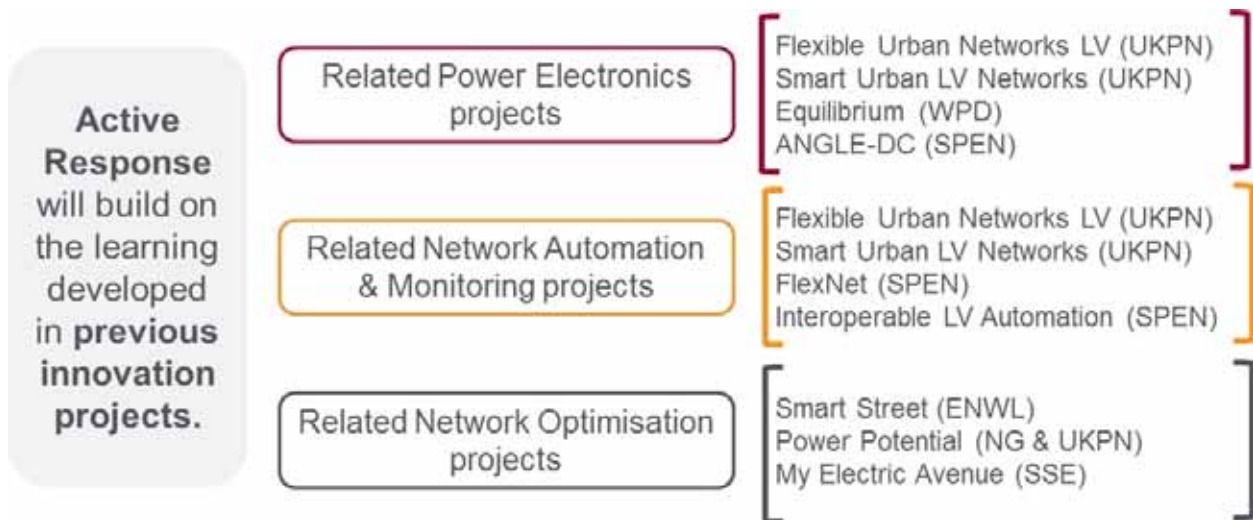 Active
Response
will build on
the learning
developed
in previous
innovation
projects.
Related Power Electronics
projects
Flexible Urban Networks LV (UKPN)
Smart Urban LV Networks (UKPN)
Equilibrium (WPD)
ANGLE-DC (SPEN)
Related Network Automation
& Monitoring projects
Flexible Urban Networks LV (UKPN)
Smart Urban LV Networks (UKPN)
FlexNet (SPEN)
Interoperable LV Automation (SPEN)
Related Network Optimisation
projects
Smart Street (ENWL)
Power Potential (NG & UKPN)
My Electric Avenue (SSE)